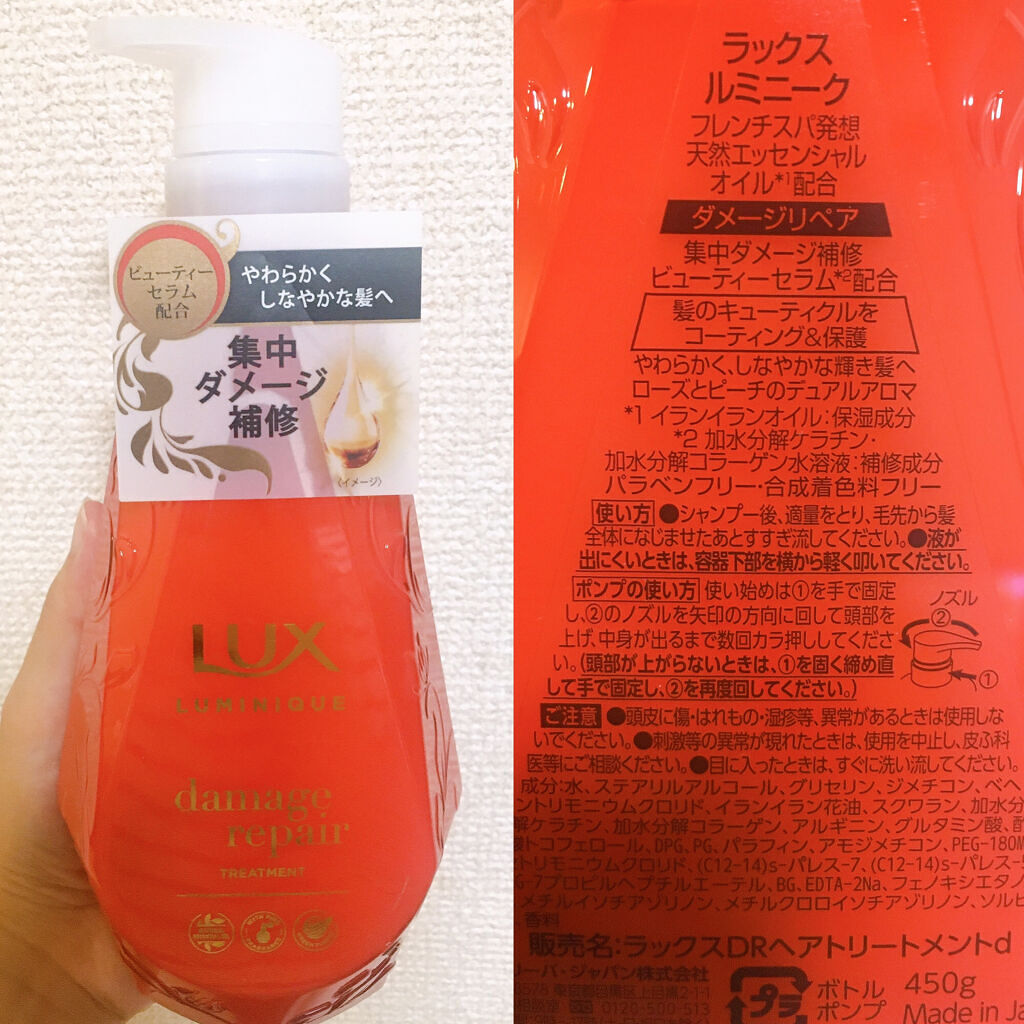 ビューティー
セラム
配合
やわらかく
しなやかな髪へ
集中
ダメージ
補修
〈イメージ〉
LUX
LUMINIQUE
damage
repair
TREATMENT
ラックス
ルミニーク
フレンチスパ発想
天然エッセンシャル
オイル*1配合
ダメージリペア
集中ダメージ補修
ビューティーセラム*2配合
髪のキューティクルを
コーティング&保護
やわらかく、しなやかな輝き髪へ
ローズとピーチのデュアルアロマ
*1 イランイランオイル:保湿成分
*2 加水分解ケラチン・
加水分解コラーゲン水溶液:補修成分
パラベンフリー・合成着色料フリー
使い方 ●シャンプー後、適量をとり、毛先から髪
全体になじませたあとすすぎ流してください。●液が
出にくいときは、容器下部を横から軽く叩いてください。
ポンプの使い方 使い始めは①を手で固定
し、②のノズルを矢印の方向に回して頭部を
上げ、中身が出るまで数回カラ押ししてくださ
い。(頭部が上がらないときは、①を固く締め直
して手で固定し、②を再度回してください。)
ノズル
②
①
ご注意 ●頭皮に傷・はれもの・湿疹等、異常があるときは使用しな
いでください。●刺激等の異常が現れたときは、使用を中止し、皮ふ科
医等にご相談ください。●目に入ったときは、すぐに洗い流してください。
成分:水、ステアリルアルコール、グリセリン、ジメチコン、ベヘ
ントリモニウムクロリド、イランイラン花油、スクワラン、加水分
解ケラチン、加水分解コラーゲン、アルギニン、グルタミン酸、酢
酸トコフェロール、DPG、PG、パラフィン、アモジメチコン、PEG-180M
トリモニウムクロリド、(C12-14)s-パレス-7、(C12-14)s-パレス-5
G-7プロピルヘプチルエーテル、BG、EDTA-2Na、フェノキシエタノ
メチルイソチアゾリノン、メチルクロロイソチアゾリノン、ソルビ
香料
販売名:ラックスDRヘアトリートメントd
リーバ・ジャパン株式会社
8578 東京都目黒区上目黒2-1-1
相談室 0120-500-513
プラ
ボトル
ポンプ
450g
Made in Ja